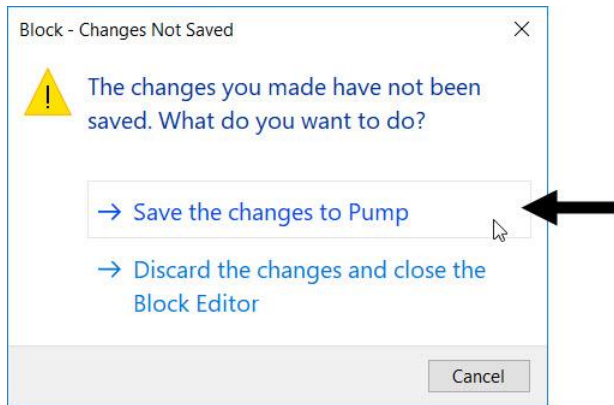 Block - Changes Not Saved
The changes you made have not been
saved. What do you want to do?
Save the changes to Pump
Discard the changes and close the
Block Editor
Cancel